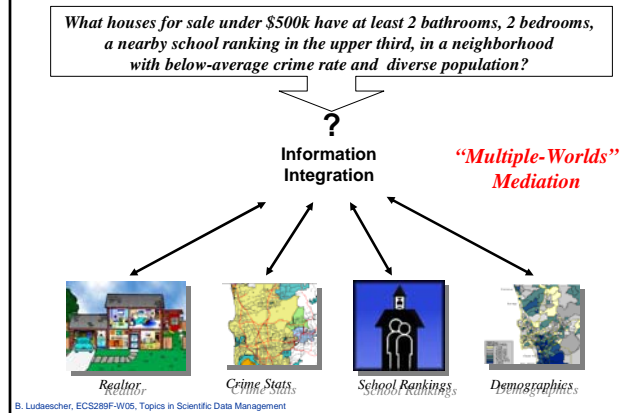 What houses for sale under $500k have at least 2 bathrooms, 2 bedrooms,
a nearby school ranking in the upper third, in a neighborhood
with below-average crime rate and diverse population?
?
Information
Integration
“Multiple-Worlds”
Mediation
Realtor
Crime Stats
School Rankings
Demographics
B. Ludaescher, ECS289F-W05, Topics in Scientific Data Management